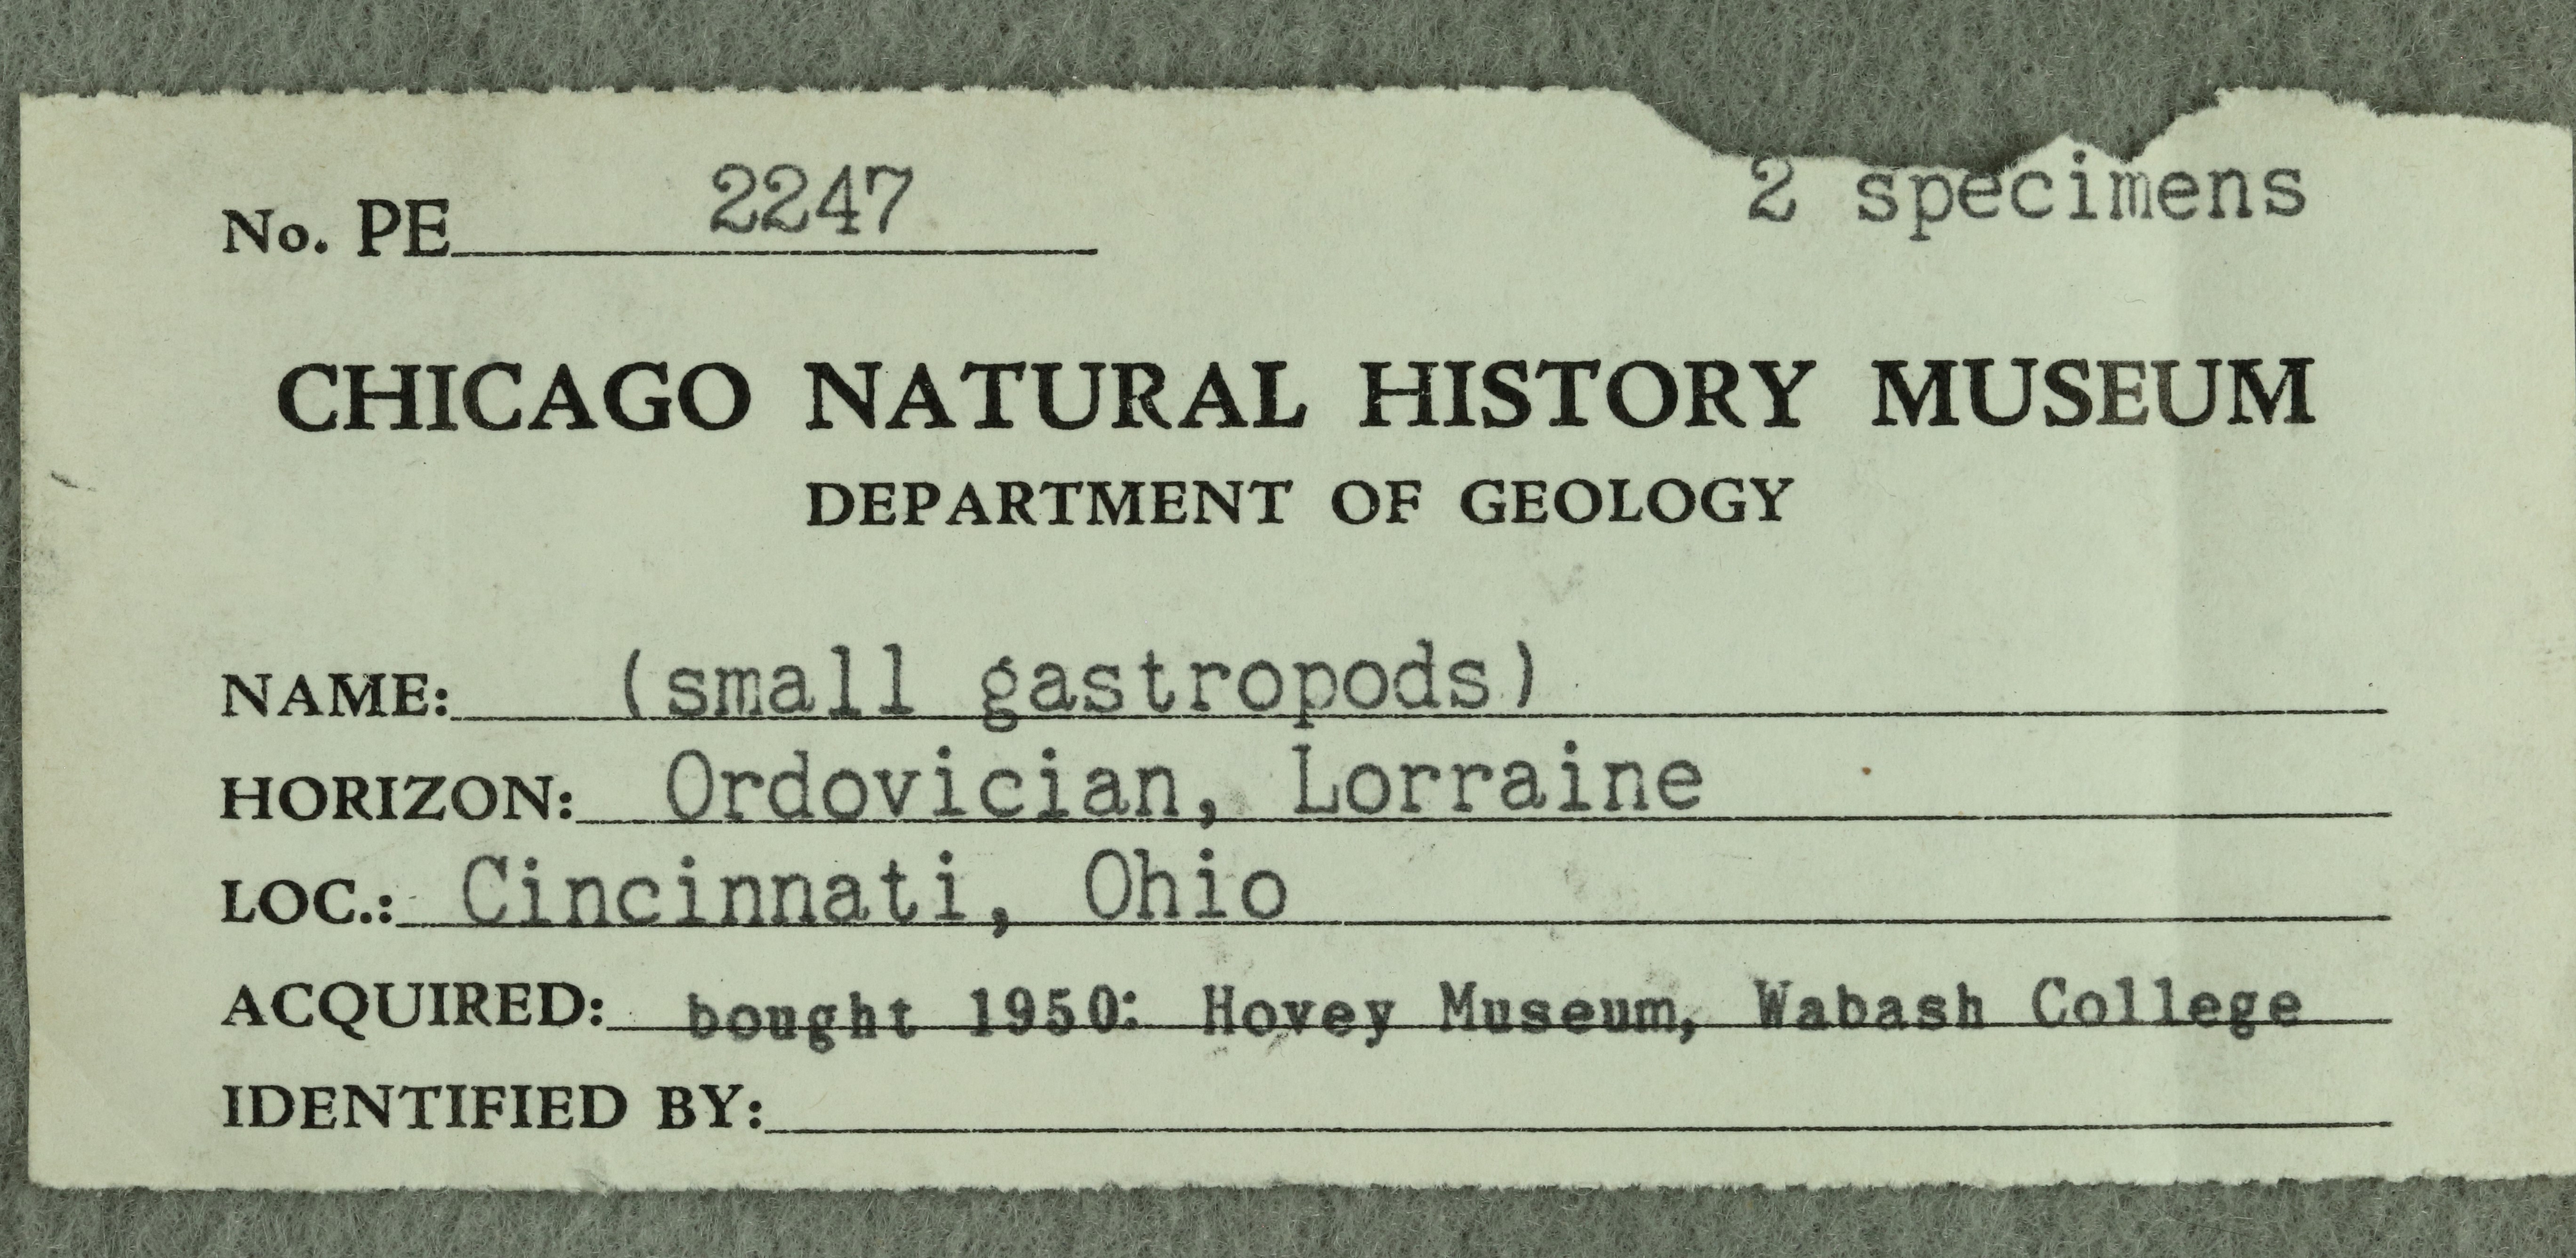 No. PE 2247 2 specimens
CHICAGO NATURAL HISTORY MUSEUM
DEPARTMENT OF GEOLOGY
NAME: (small gastropods)
HORIZON: Ordovician, Lorraine
LOC.: Cincinnati, Ohio
ACQUIRED: bought 1950: Hovey Museum, Wabash College
IDENTIFIED BY: